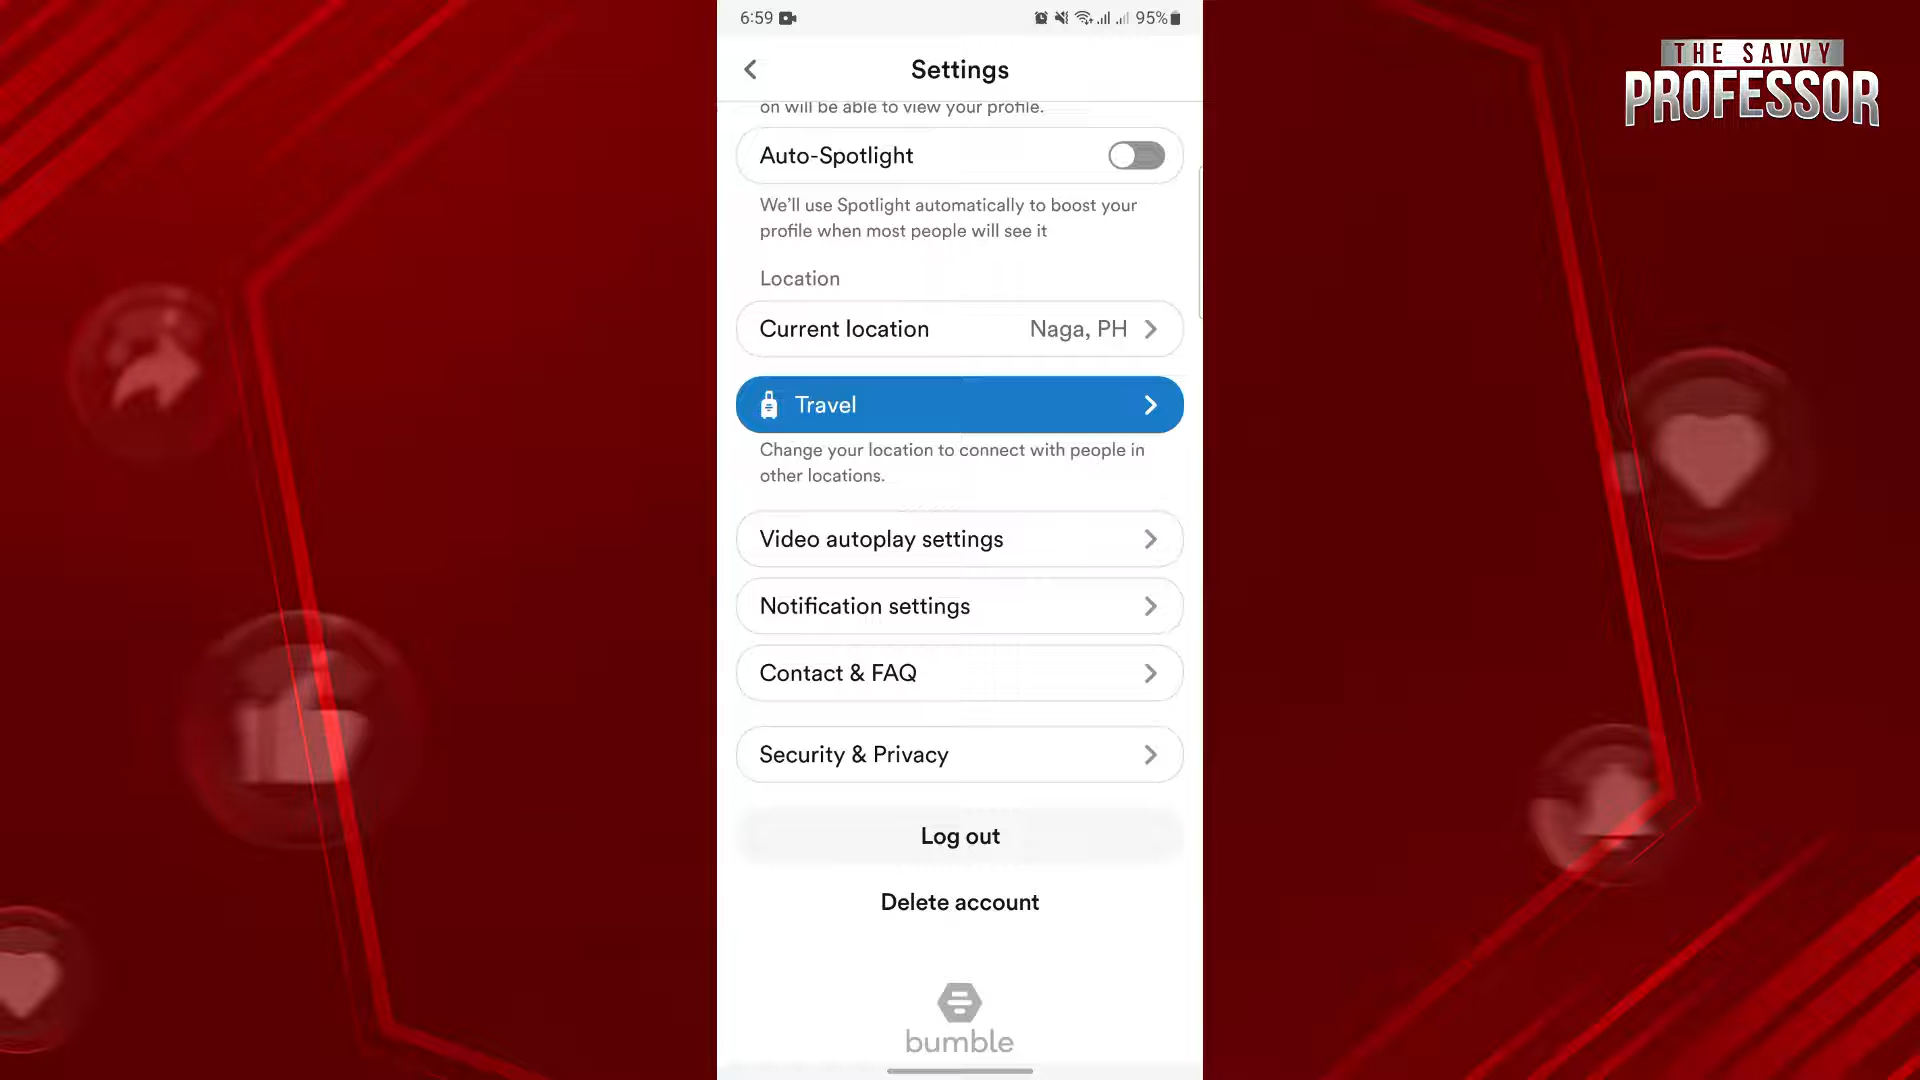 6:59
95%
THE SAVVY
PROFESSOR
Settings
on will be able to view your profile.
Auto-Spotlight
We'll use Spotlight automatically to boost your
profile when most people will see it
Location
Current location Naga, PH
Travel
Change your location to connect with people in
other locations.
Video autoplay settings
Notification settings
Contact & FAQ
Security & Privacy
Log out
Delete account
bumble